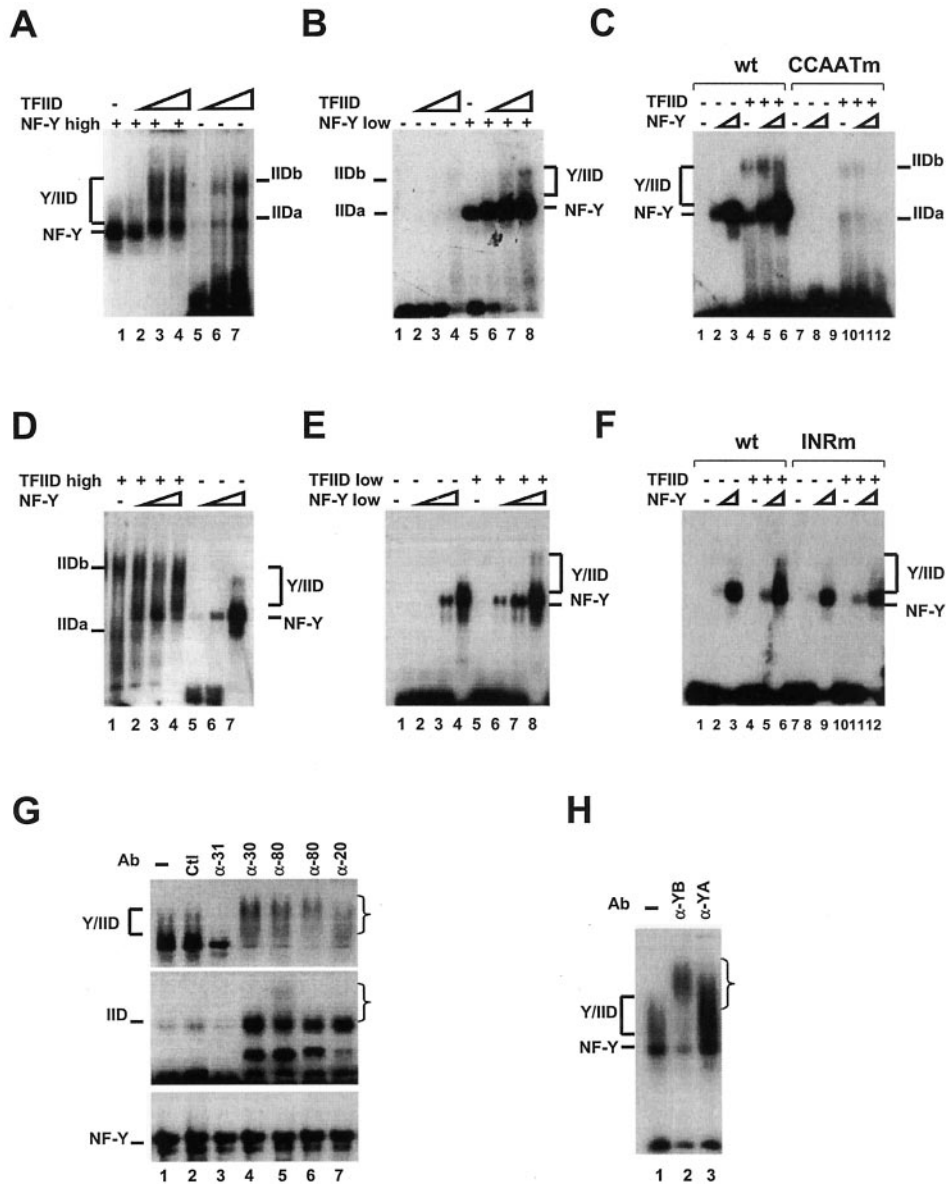 A
TFIID -
NF-Y high + + + + - - -
Y/IID
NF-Y
IIDb
IIDa
1 2 3 4 5 6 7
B
TFIID - -
NF-Y low - - - - + + + +
IIDb
IIDa
Y/IID
NF-Y
1 2 3 4 5 6 7 8
C
wt CCAATm
TFIID - - - + + + - - - + + +
NF-Y - - - -
Y/IID
NF-Y
IIDb
IIDa
1 2 3 4 5 6 7 8 9 10 11 12
D
TFIID high + + + + - - -
NF-Y -
IIDb
IIDa
Y/IID
NF-Y
1 2 3 4 5 6 7
E
TFIID low - - - - + + + +
NF-Y low - -
Y/IID
NF-Y
1 2 3 4 5 6 7 8
F
wt INRm
TFIID - - - + + + - - - + + +
NF-Y - - - -
Y/IID
NF-Y
1 2 3 4 5 6 7 8 9 10 11 12
G
Ab – Ctl α-31 α-30 α-80 α-80 α-20
Y/IID
IID
NF-Y
1 2 3 4 5 6 7
H
Ab – α-YB α-YA
Y/IID
NF-Y
1 2 3